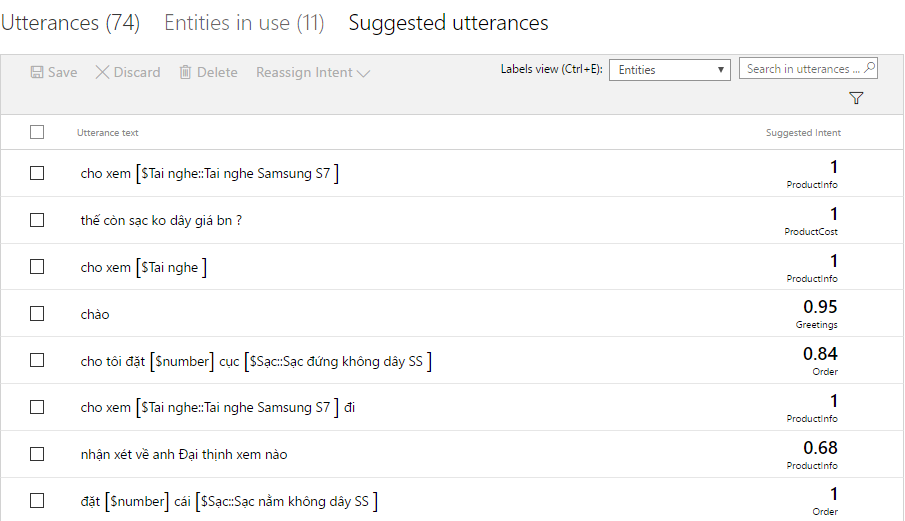 Utterances (74) Entities in use (11) Suggested utterances
Save Discard Delete Reassign Intent Labels view (Ctrl+E): Entities Search in utterances ...
Utterance text Suggested Intent
cho xem [$Tai nghe::Tai nghe Samsung S7 ] 1
ProductInfo
thế còn sạc ko dây giá bn ? 1
ProductCost
cho xem [$Tai nghe ] 1
ProductInfo
chào 0.95
Greetings
cho tôi đặt [$number] cục [$Sạc::Sạc đứng không dây SS ] 0.84
Order
cho xem [$Tai nghe::Tai nghe Samsung S7 ] đi 1
ProductInfo
nhận xét về anh Đại thịnh xem nào 0.68
ProductInfo
đặt [$number] cái [$Sạc::Sạc nằm không dây SS ] 1
Order